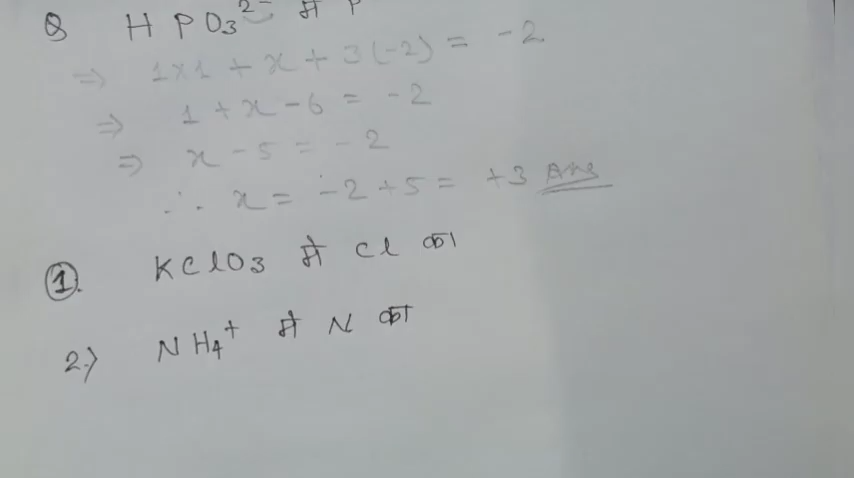 Q H PO3 2- में P
⇒ 1×1 + x + 3(-2) = -2
⇒ 1 + x - 6 = -2
⇒ x - 5 = -2
∴ x = -2 + 5 = +3 Ans
1. KClO3 में Cl का
2.) NH4+ में N का